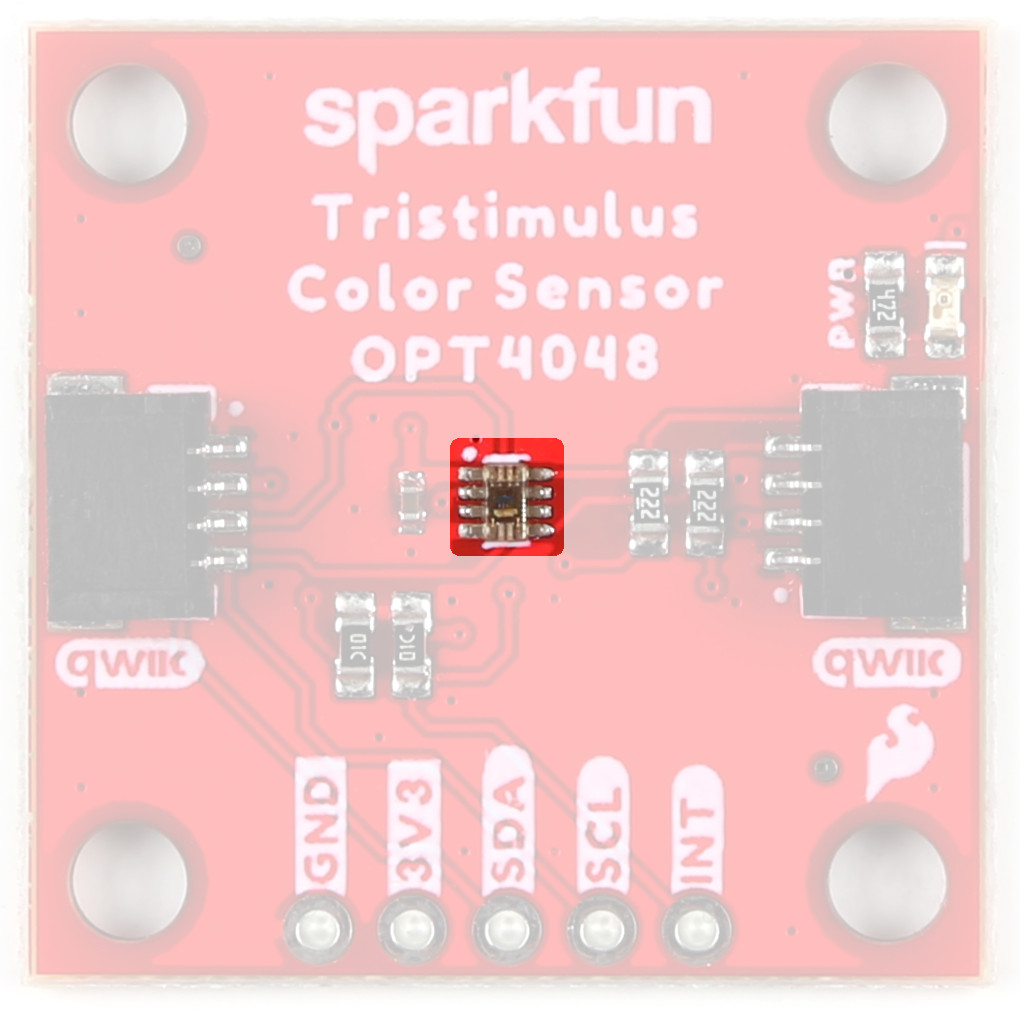 sparkfun
Tristimulus
Color Sensor
OPT4048
PWR
472
222
222
qwiic
qwiic
GND
3V3
SDA
SCL
INT